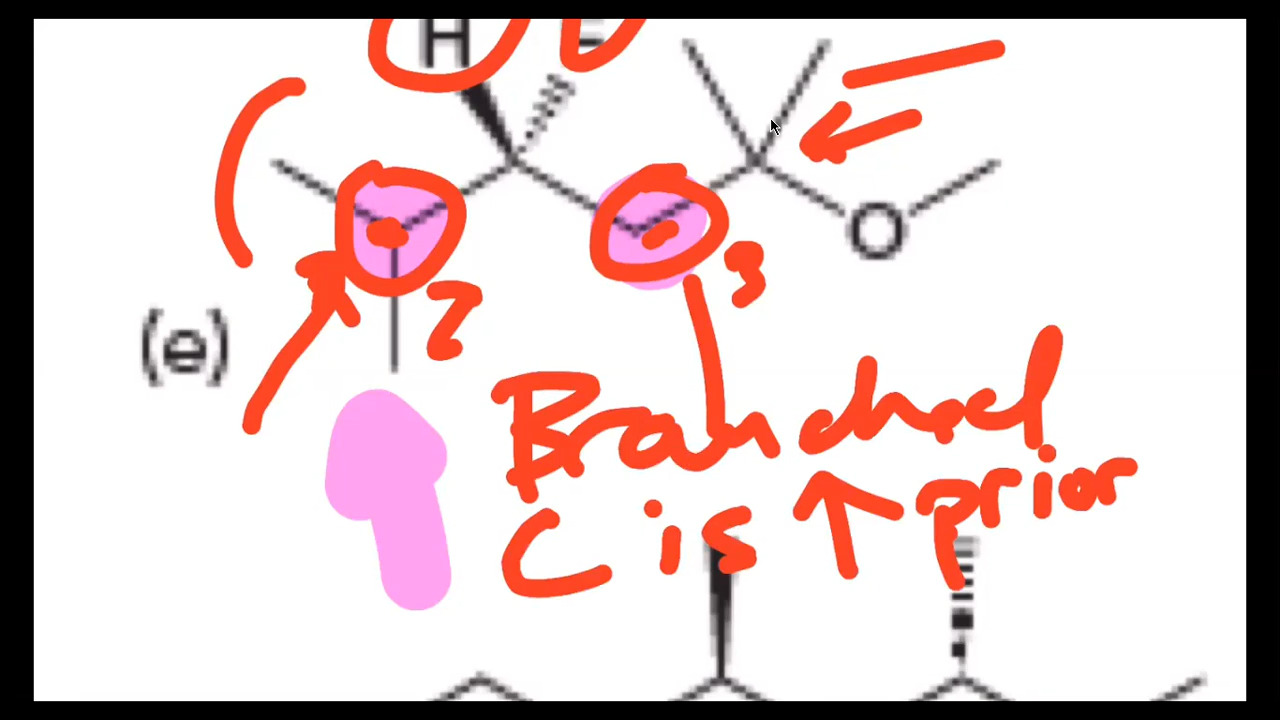 H
O
3
(e)
2
Branched
C is ↑ prior